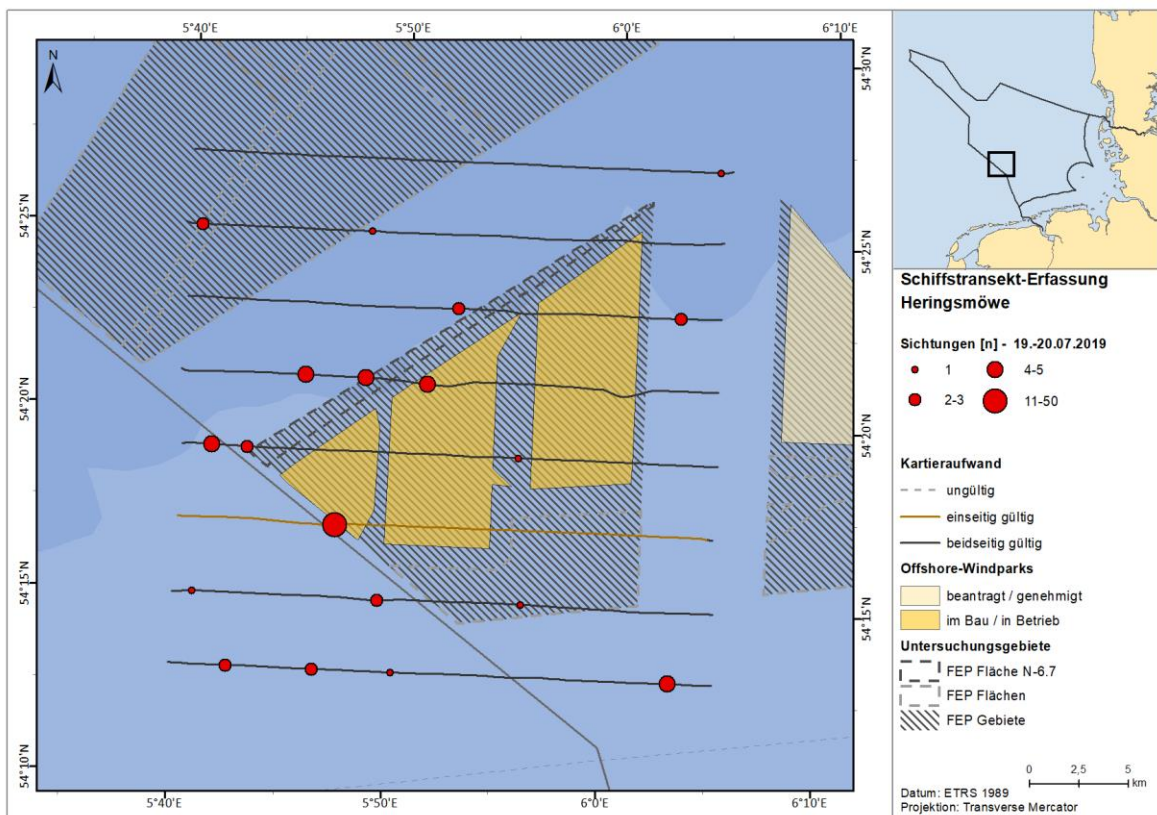 5°40'E
5°50'E
6°0'E
6°10'E
N
54°30'N
54°25'N
54°25'N
54°20'N
54°20'N
54°15'N
54°15'N
54°10'N
5°40'E
5°50'E
6°0'E
6°10'E
Schiffstransekt-Erfassung
Heringsmöwe
Sichtungen [n] - 19.-20.07.2019
1
4-5
2-3
11-50
Kartieraufwand
ungültig
einseitig gültig
beidseitig gültig
Offshore-Windparks
beantragt / genehmigt
im Bau / in Betrieb
Untersuchungsgebiete
FEP Fläche N-6.7
FEP Flächen
FEP Gebiete
0 2,5 5
km
Datum: ETRS 1989
Projektion: Transverse Mercator